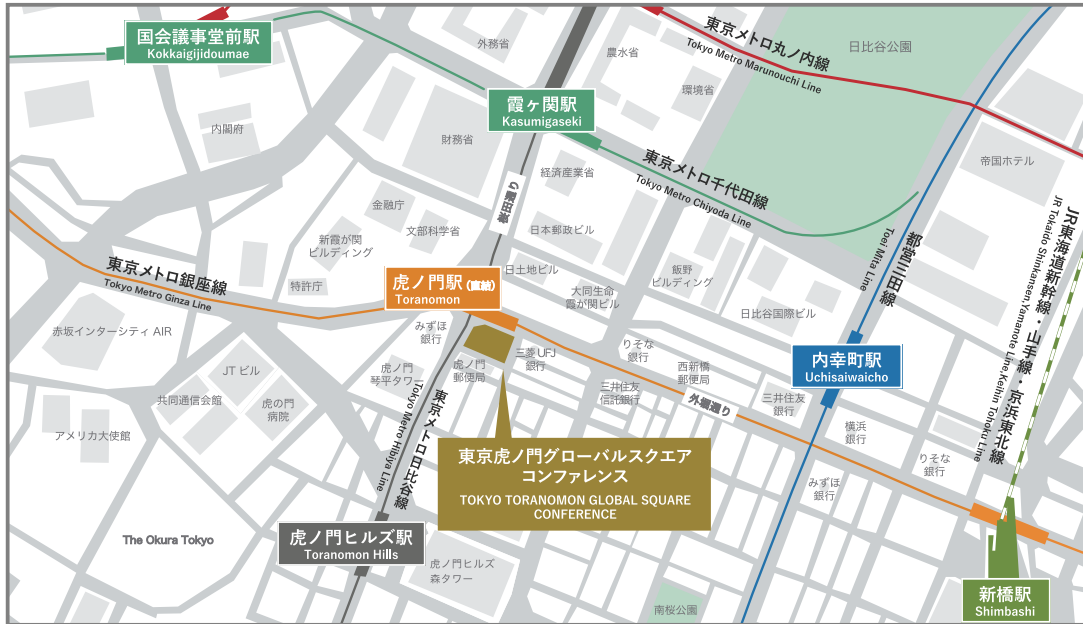 国会議事堂前駅
Kokkaigijidoumae
外務省
農水省
環境省
東京メトロ丸ノ内線
Tokyo Metro Marunouchi Line
日比谷公園
内閣府
財務省
霞ヶ関駅
Kasumigaseki
経済産業省
東京メトロ千代田線
Tokyo Metro Chiyoda Line
帝国ホテル
桜田通り
金融庁
文部科学省
新霞が関
ビルディング
日本郵政ビル
日土地ビル
飯野
ビルディング
都営三田線
Toei Mita Line
JR東海道新幹線・山手線・京浜東北線
JR Tokaido Shinkansen,Yamanote Line,Keihin Tohoku Line
東京メトロ銀座線
Tokyo Metro Ginza Line
特許庁
虎ノ門駅(直結)
Toranomon
大同生命
霞が関ビル
日比谷国際ビル
赤坂インターシティ AIR
みずほ
銀行
三菱UFJ
銀行
りそな
銀行
西新橋
郵便局
内幸町駅
Uchisaiwaicho
JTビル
虎ノ門
琴平タワー
虎ノ門
郵便局
三井住友
信託銀行
外堀通り
三井住友
銀行
共同通信会館
虎の門
病院
アメリカ大使館
東京メトロ日比谷線
Tokyo Metro Hibiya Line
横浜
銀行
りそな
銀行
みずほ
銀行
東京虎ノ門グローバルスクエア
コンファレンス
TOKYO TORANOMON GLOBAL SQUARE
CONFERENCE
The Okura Tokyo
虎ノ門ヒルズ駅
Toranomon Hills
虎ノ門ヒルズ
森タワー
南桜公園
新橋駅
Shimbashi